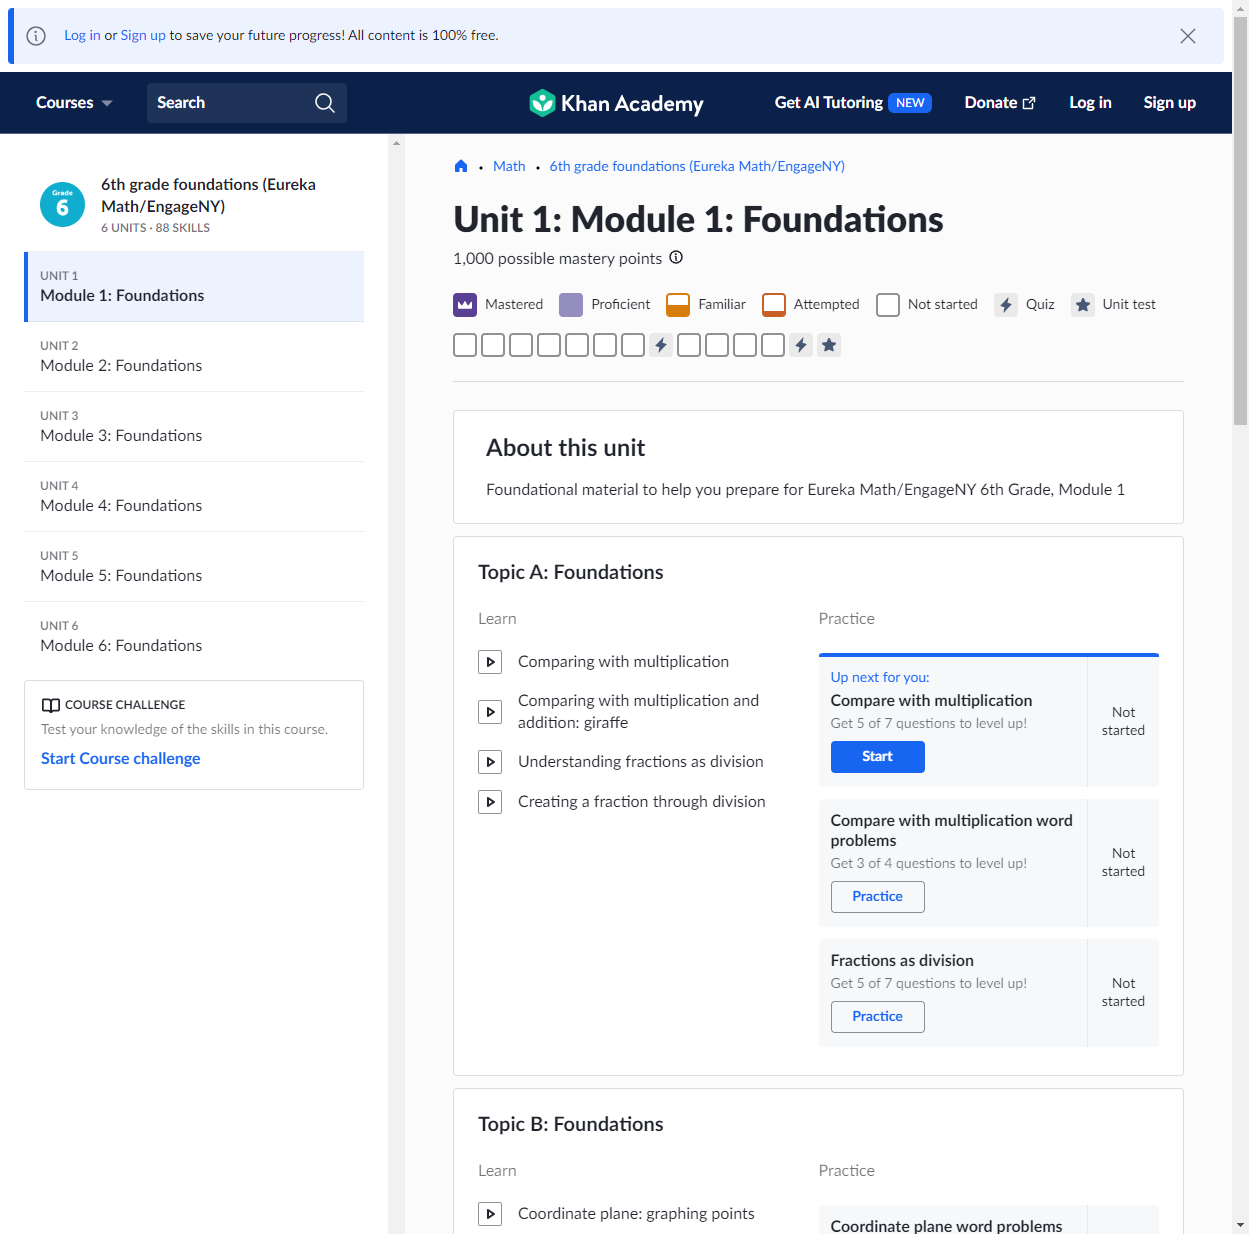 Log in or Sign up to save your future progress! All content is 100% free.
Courses
Search
Khan Academy
Get AI Tutoring NEW
Donate
Log in
Sign up
Grade
6
6th grade foundations (Eureka
Math/EngageNY)
6 UNITS · 88 SKILLS
UNIT 1
Module 1: Foundations
UNIT 2
Module 2: Foundations
UNIT 3
Module 3: Foundations
UNIT 4
Module 4: Foundations
UNIT 5
Module 5: Foundations
UNIT 6
Module 6: Foundations
COURSE CHALLENGE
Test your knowledge of the skills in this course.
Start Course challenge
Math • 6th grade foundations (Eureka Math/EngageNY)
Unit 1: Module 1: Foundations
1,000 possible mastery points
Mastered
Proficient
Familiar
Attempted
Not started
Quiz
Unit test
About this unit
Foundational material to help you prepare for Eureka Math/EngageNY 6th Grade, Module 1
Topic A: Foundations
Learn
Comparing with multiplication
Comparing with multiplication and
addition: giraffe
Understanding fractions as division
Creating a fraction through division
Practice
Up next for you:
Compare with multiplication
Get 5 of 7 questions to level up!
Start
Not
started
Compare with multiplication word
problems
Get 3 of 4 questions to level up!
Practice
Not
started
Fractions as division
Get 5 of 7 questions to level up!
Practice
Not
started
Topic B: Foundations
Learn
Coordinate plane: graphing points
Practice
Coordinate plane word problems